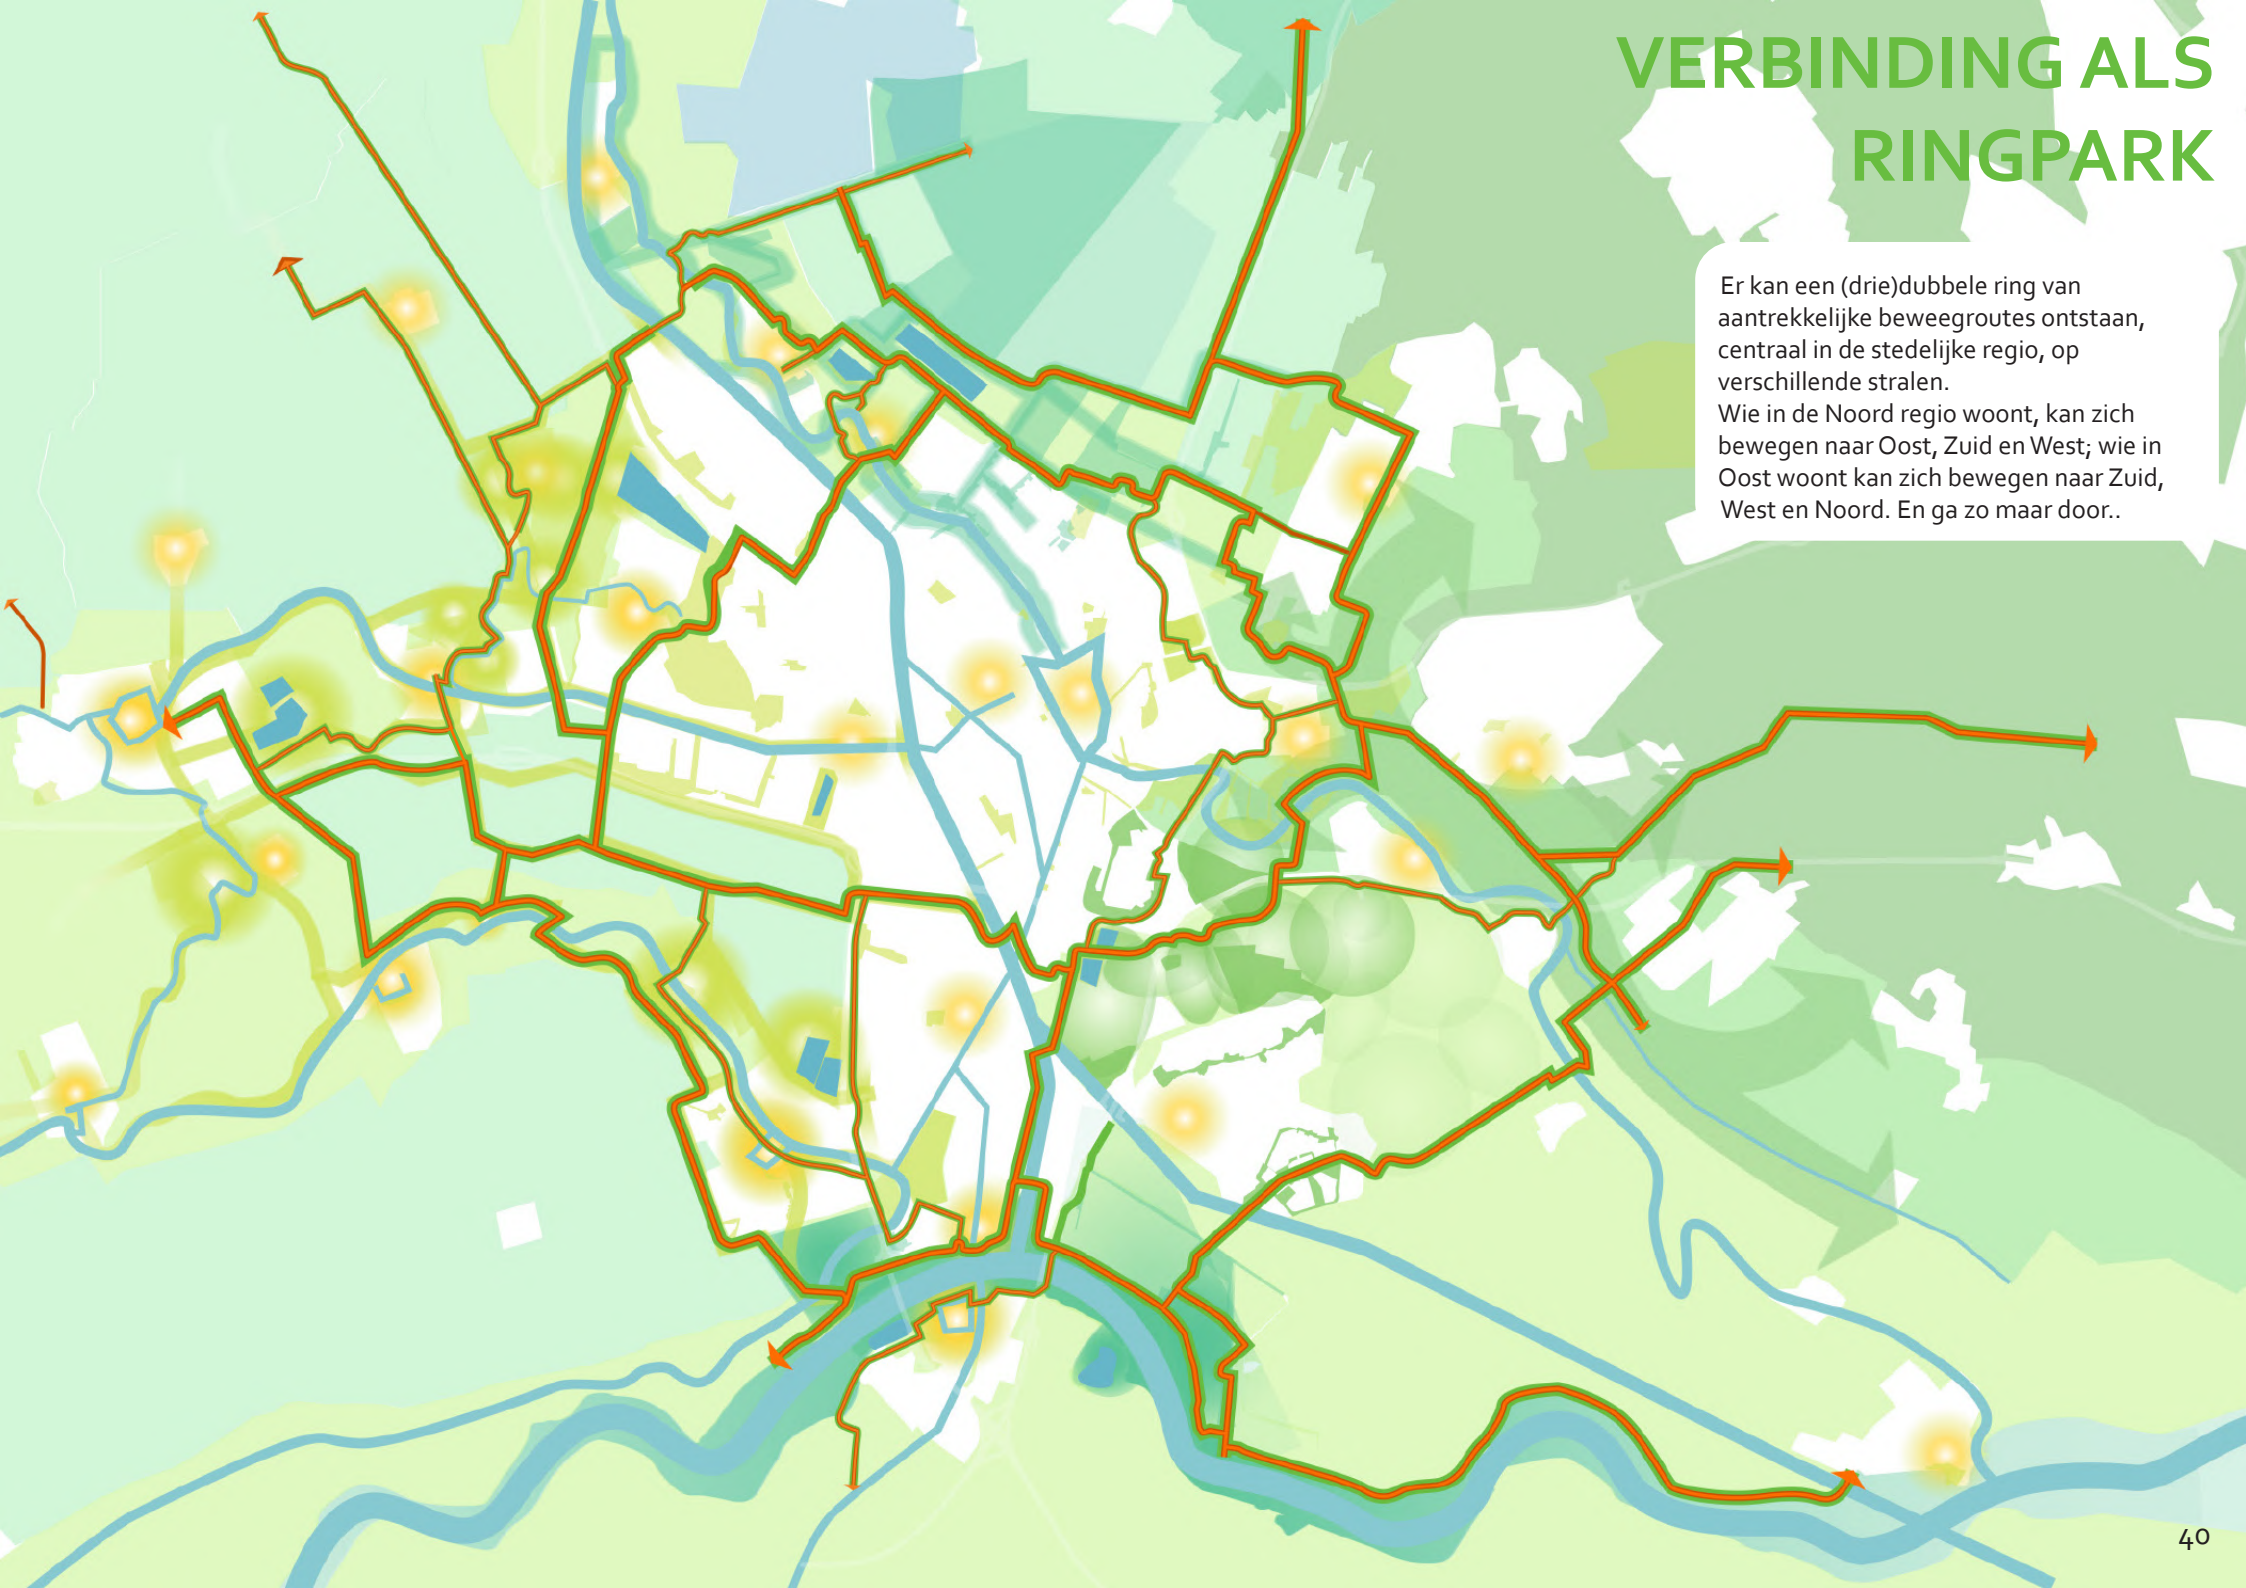 VERBINDING ALS
RINGPARK
Er kan een (drie)dubbele ring van
aantrekkelijke beweegroutes ontstaan,
centraal in de stedelijke regio, op
verschillende stralen.
Wie in de Noord regio woont, kan zich
bewegen naar Oost, Zuid en West; wie in
Oost woont kan zich bewegen naar Zuid,
West en Noord. En ga zo maar door..
40